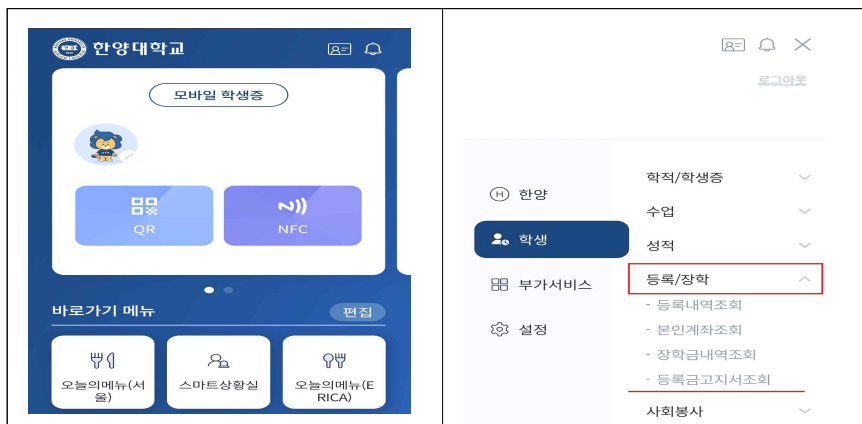 한양대학교
모바일 학생증
QR
NFC
바로가기 메뉴
편집
오늘의메뉴(서
울)
스마트상황실
오늘의메뉴(E
RICA)
로그아웃
H 한양
학생
부가서비스
설정
학적/학생증
수업
성적
등록/장학
- 등록내역조회
- 본인계좌조회
- 장학금내역조회
- 등록금고지서조회
사회봉사